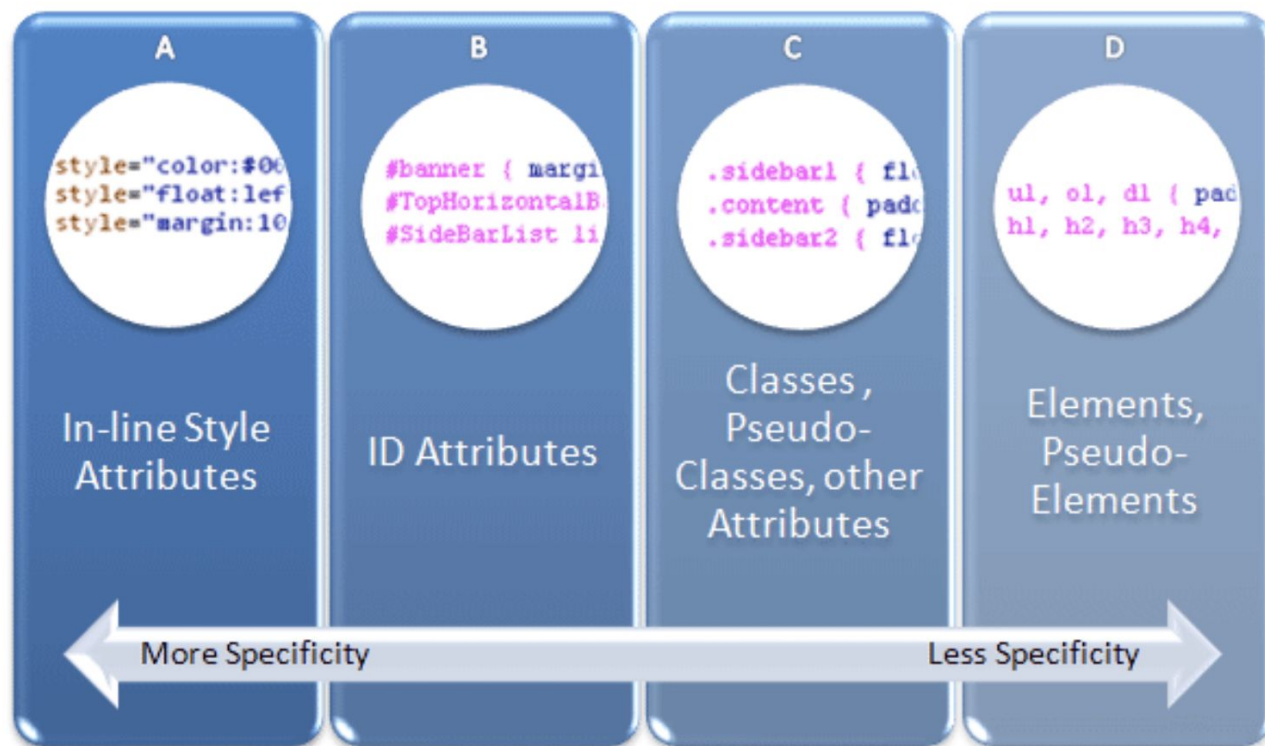 A
style="color:#00
style="float:lef
style="margin:10
In-line Style
Attributes
B
#banner { margi
#TopHorizontalB
#SideBarList li
ID Attributes
C
.sidebar1 { flo
.content { padd
.sidebar2 { flo
Classes ,
Pseudo-
Classes, other
Attributes
D
ul, ol, dl { pad
h1, h2, h3, h4,
Elements,
Pseudo-
Elements
More Specificity
Less Specificity